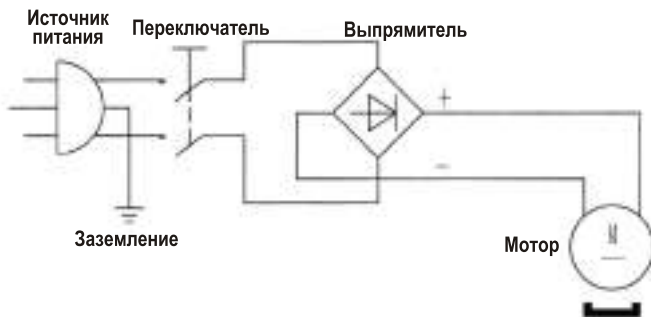 Источник
питания
Переключатель
Выпрямитель
+
−
Заземление
Мотор